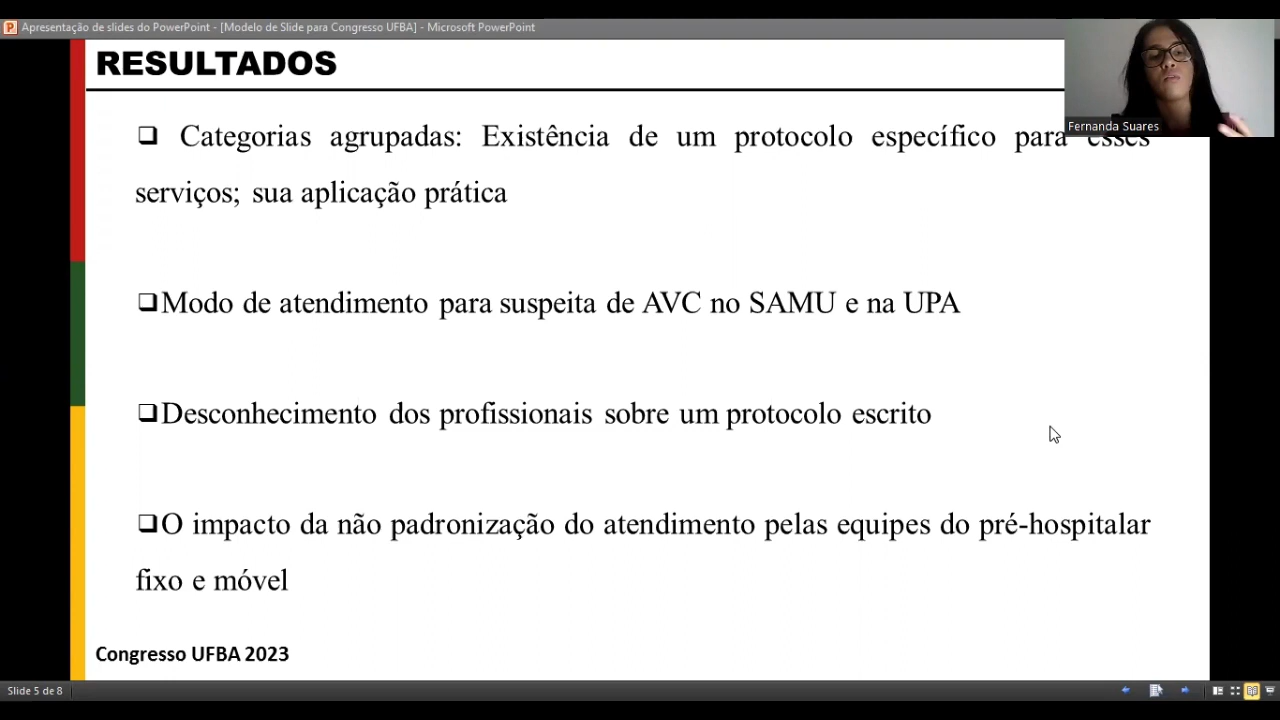 Apresentação de slides do PowerPoint - [Modelo de Slide para Congresso UFBA] - Microsoft PowerPoint
RESULTADOS
Fernanda Suares
❑ Categorias agrupadas: Existência de um protocolo específico para esses
serviços; sua aplicação prática
❑Modo de atendimento para suspeita de AVC no SAMU e na UPA
❑Desconhecimento dos profissionais sobre um protocolo escrito
❑O impacto da não padronização do atendimento pelas equipes do pré-hospitalar
fixo e móvel
Congresso UFBA 2023
Slide 5 de 8